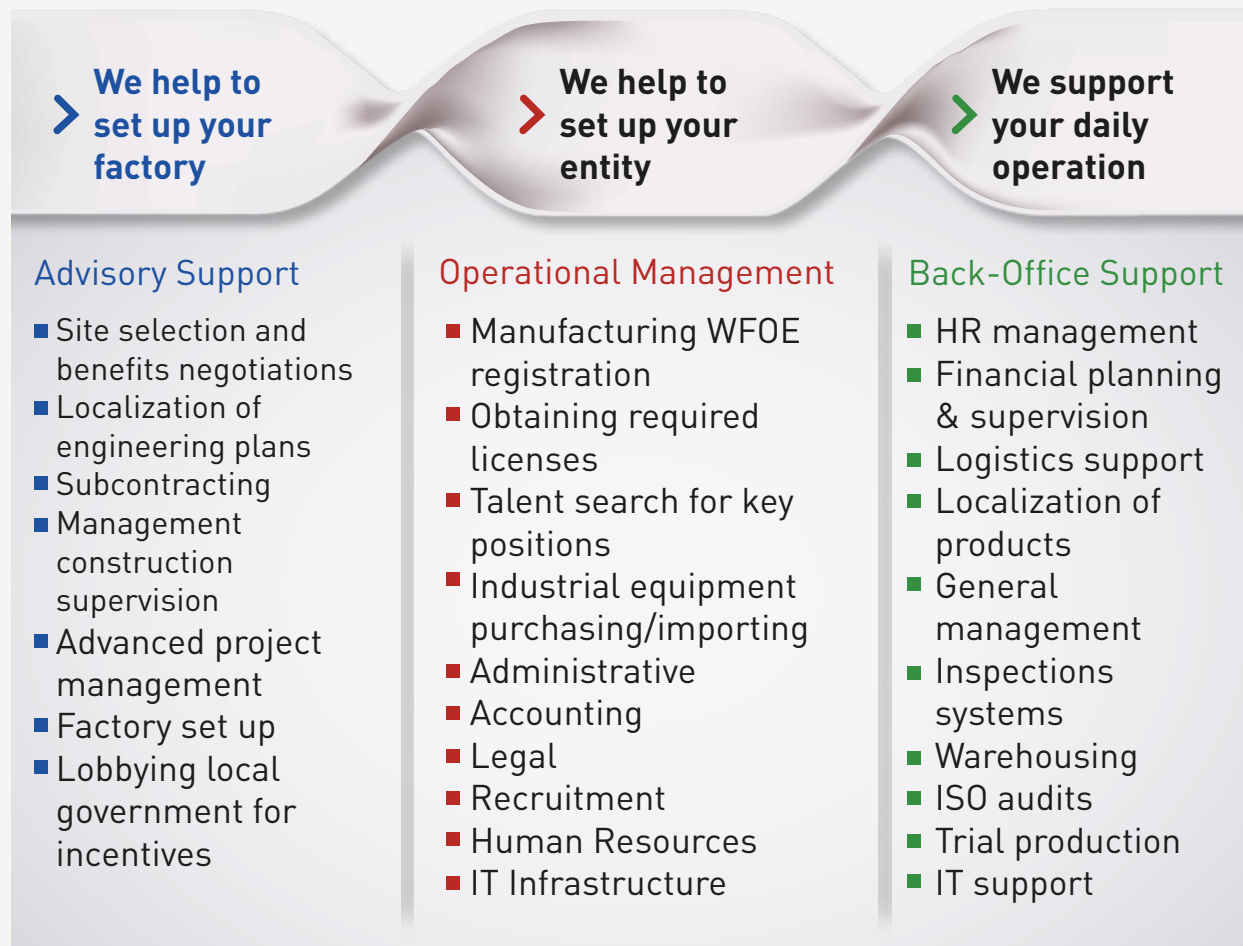 We help to
set up your
factory
We help to
set up your
entity
We support
your daily
operation
Advisory Support
Site selection and
benefits negotiations
Localization of
engineering plans
Subcontracting
Management
construction
supervision
Advanced project
management
Factory set up
Lobbying local
government for
incentives
Operational Management
Manufacturing WFOE
registration
Obtaining required
licenses
Talent search for key
positions
Industrial equipment
purchasing/importing
Administrative
Accounting
Legal
Recruitment
Human Resources
IT Infrastructure
Back-Office Support
HR management
Financial planning
& supervision
Logistics support
Localization of
products
General
management
Inspections
systems
Warehousing
ISO audits
Trial production
IT support